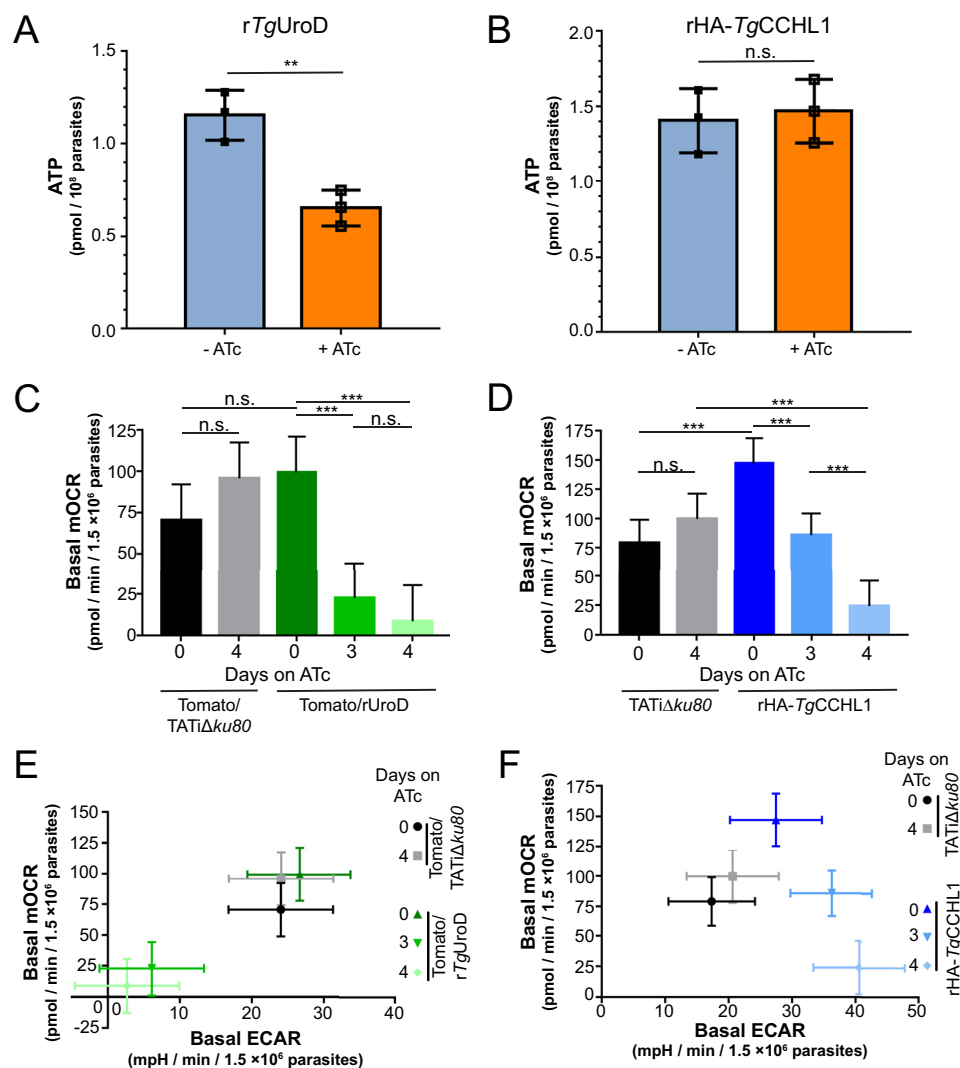 A
rTgUroD
**
1.5
1.0
0.5
0.0
ATP
(pmol / 10⁸ parasites)
- ATc
+ ATc
B
rHA-TgCCHL1
n.s.
2.0
1.5
1.0
0.5
0.0
ATP
(pmol / 10⁸ parasites)
- ATc
+ ATc
C
n.s.
***
n.s.
***
n.s.
125
100
75
50
25
0
Basal mOCR
(pmol / min / 1.5 ×10⁶ parasites)
0 4 0 3 4
Days on ATc
Tomato/
TATiΔku80
Tomato/rUroD
D
***
***
***
n.s.
***
175
150
125
100
75
50
25
Basal mOCR
(pmol / min / 1.5 ×10⁶ parasites)
0 4 0 3 4
Days on ATc
TATiΔku80
rHA-TgCCHL1
E
150
125
100
75
50
25
0
-25
Basal mOCR
(pmol / min / 1.5 ×10⁶ parasites)
0 10 20 30 40
Basal ECAR
(mpH / min / 1.5 ×10⁶ parasites)
Days on
ATc
0
4
Tomato/
TATiΔku80
0
3
4
Tomato/
rTgUroD
F
175
150
125
100
75
50
25
0
Basal mOCR
(pmol / min / 1.5 ×10⁶ parasites)
0 10 20 30 40 50
Basal ECAR
(mpH / min / 1.5 ×10⁶ parasites)
Days on
ATc
0
4
TATiΔku80
0
3
4
rHA-TgCCHL1